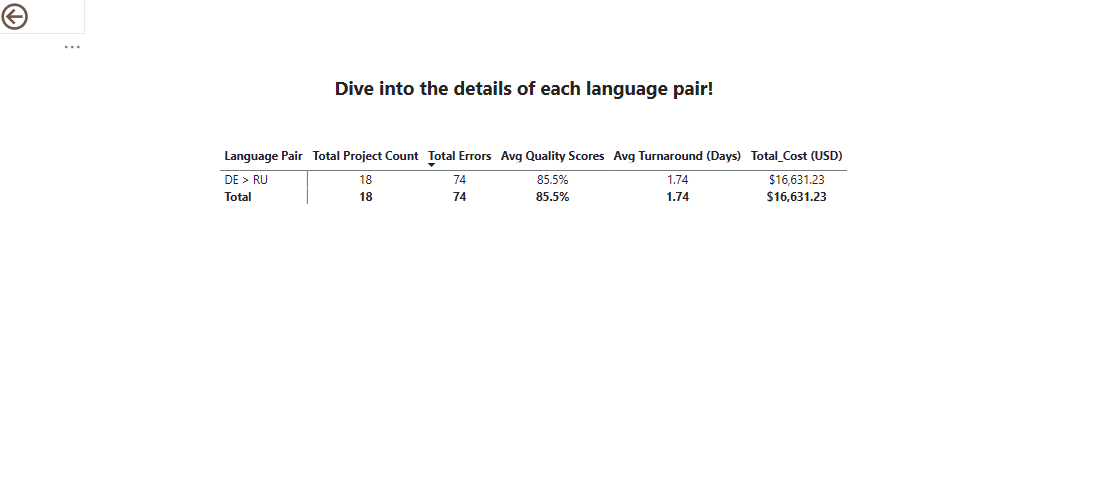 Dive into the details of each language pair!
Language Pair Total Project Count Total Errors Avg Quality Scores Avg Turnaround (Days) Total_Cost (USD)
DE > RU 18 74 85.5% 1.74 $16,631.23
Total 18 74 85.5% 1.74 $16,631.23